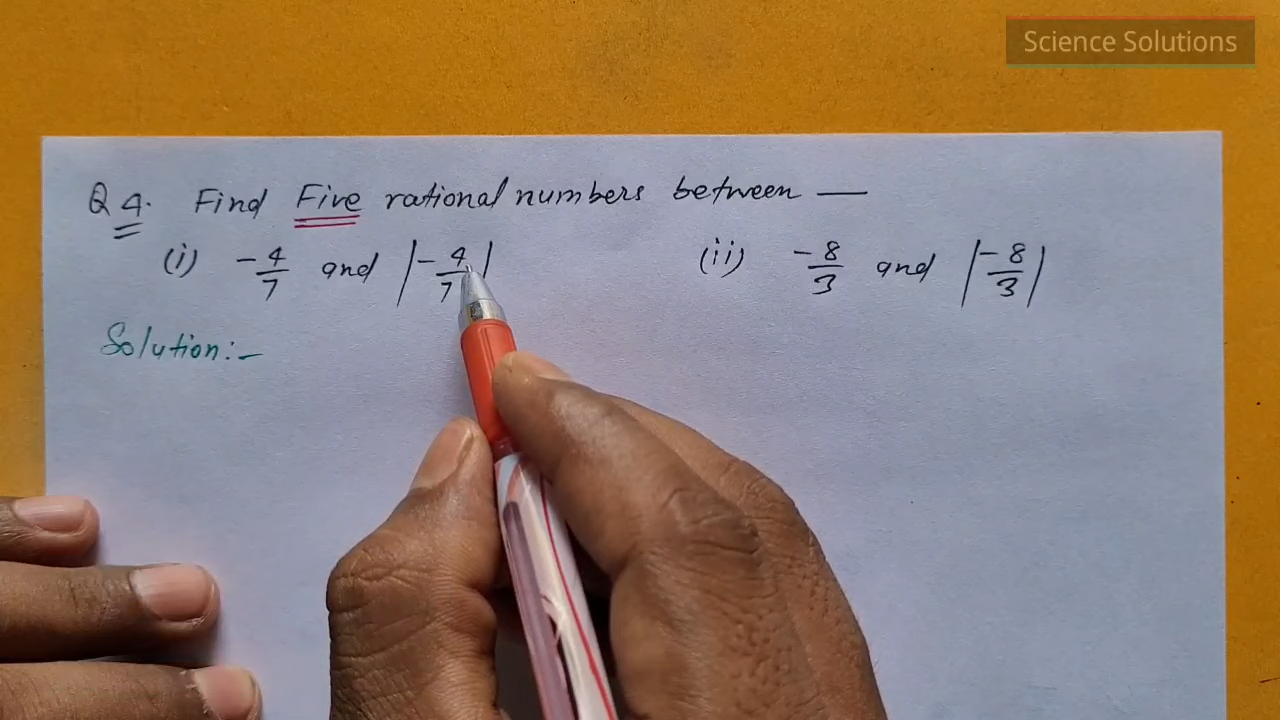 Science Solutions
Q 4. Find Five rational numbers between —
(i) -4/7 and |-4/7| (ii) -8/3 and |-8/3|
Solution:-